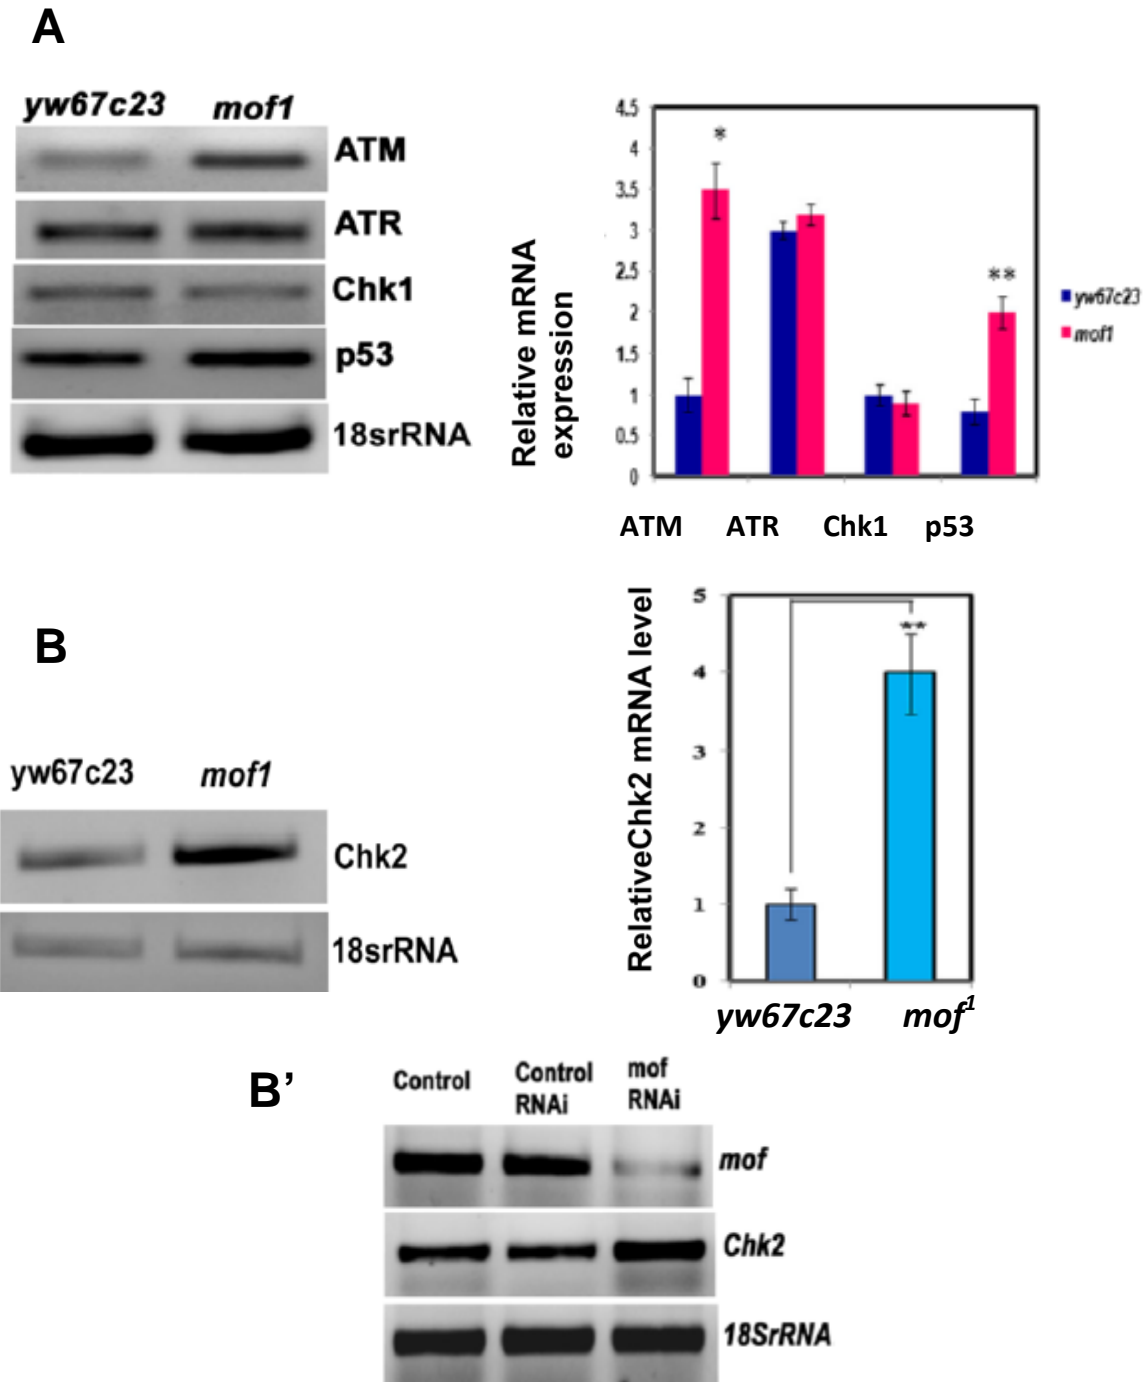 A
yw67c23 mof1
ATM
ATR
Chk1
p53
18srRNA
Relative mRNA
expression
4.5
4
3.5
3
2.5
2
1.5
1
0.5
0
*
**
yw67c23
mof1
ATM ATR Chk1 p53
B
yw67c23 mof1
Chk2
18srRNA
RelativeChk2 mRNA level
5
4
3
2
1
0
**
yw67c23 mof1
B’
Control
Control
RNAi
mof
RNAi
mof
Chk2
18SrRNA